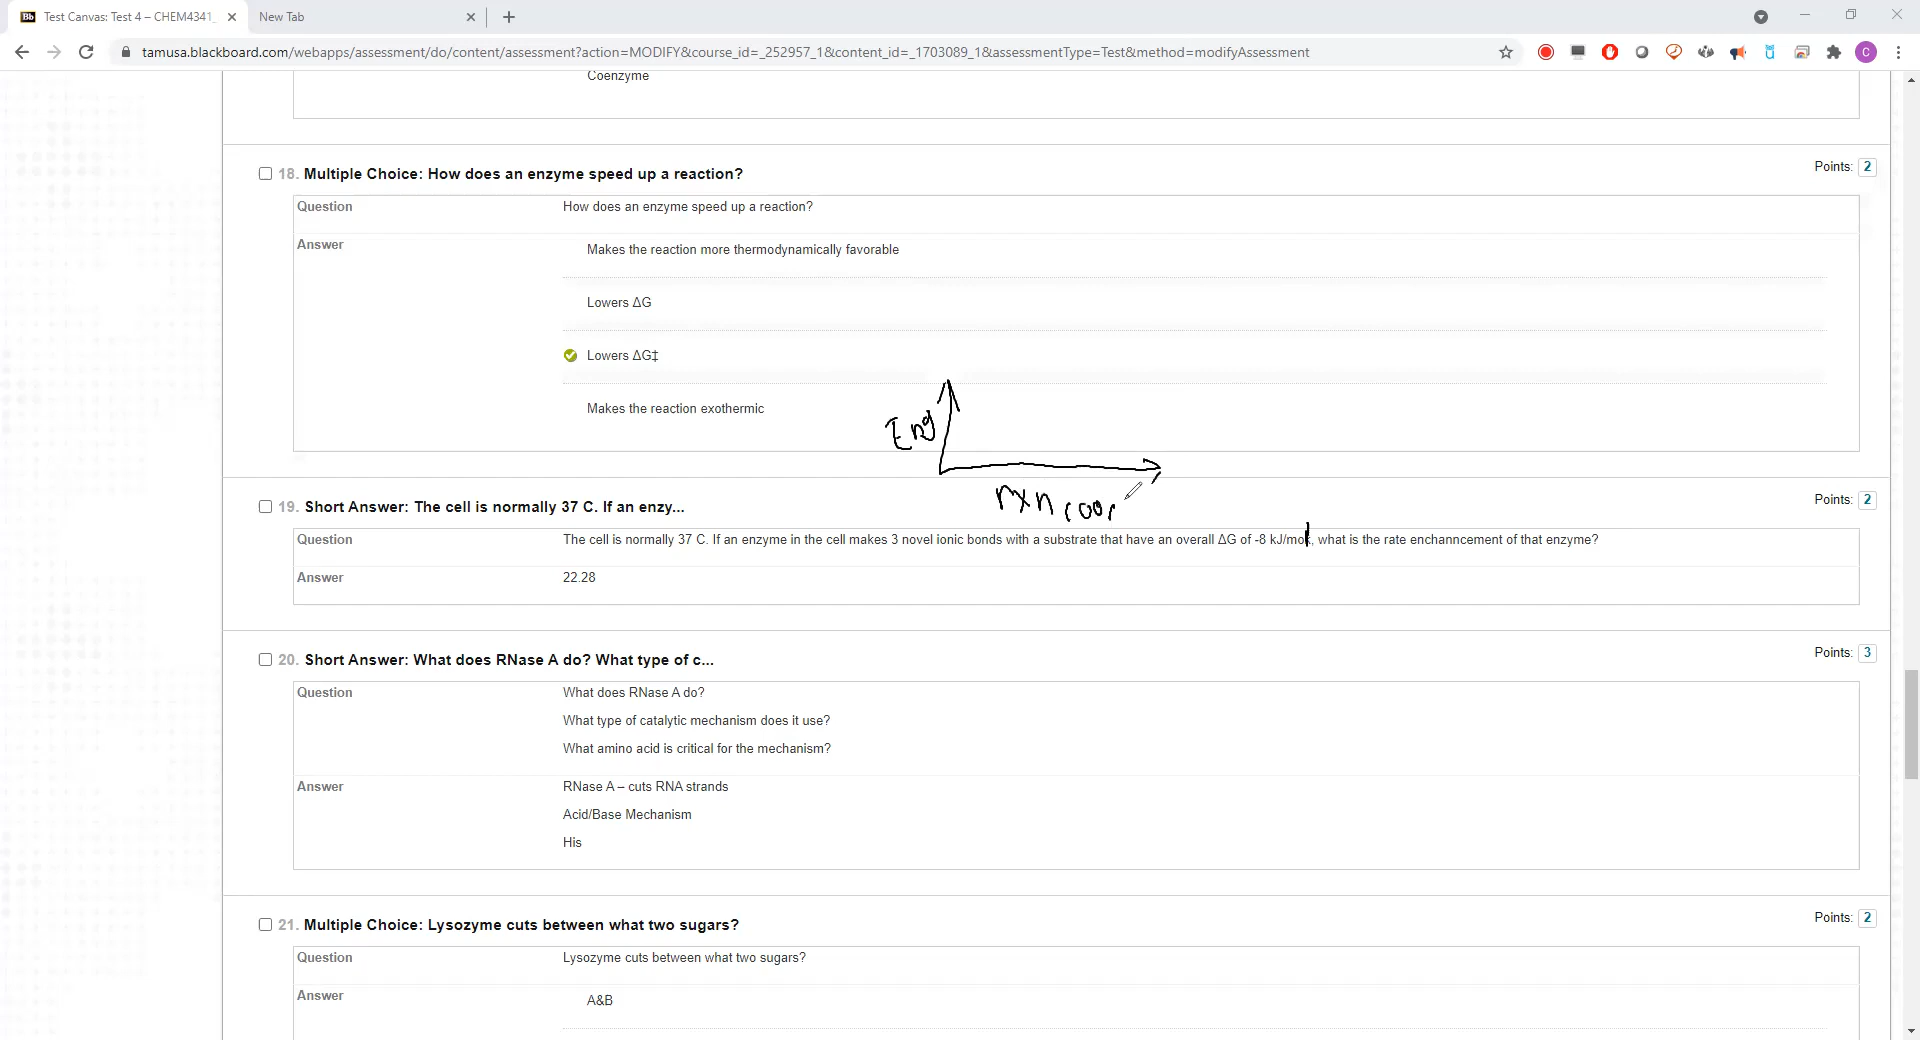 Test Canvas: Test 4 – CHEM4341_
New Tab
tamusa.blackboard.com/webapps/assessment/do/content/assessment?action=MODIFY&course_id=_252957_1&content_id=_1703089_1&assessmentType=Test&method=modifyAssessment
Coenzyme
18. Multiple Choice: How does an enzyme speed up a reaction?
Points: 2
Question
How does an enzyme speed up a reaction?
Answer
Makes the reaction more thermodynamically favorable
Lowers ΔG
Lowers ΔG‡
Makes the reaction exothermic
Eng
rxn coor
19. Short Answer: The cell is normally 37 C. If an enzy...
Points: 2
Question
The cell is normally 37 C. If an enzyme in the cell makes 3 novel ionic bonds with a substrate that have an overall ΔG of -8 kJ/mol, what is the rate enchanncement of that enzyme?
Answer
22.28
20. Short Answer: What does RNase A do? What type of c...
Points: 3
Question
What does RNase A do?
What type of catalytic mechanism does it use?
What amino acid is critical for the mechanism?
Answer
RNase A – cuts RNA strands
Acid/Base Mechanism
His
21. Multiple Choice: Lysozyme cuts between what two sugars?
Points: 2
Question
Lysozyme cuts between what two sugars?
Answer
A&B